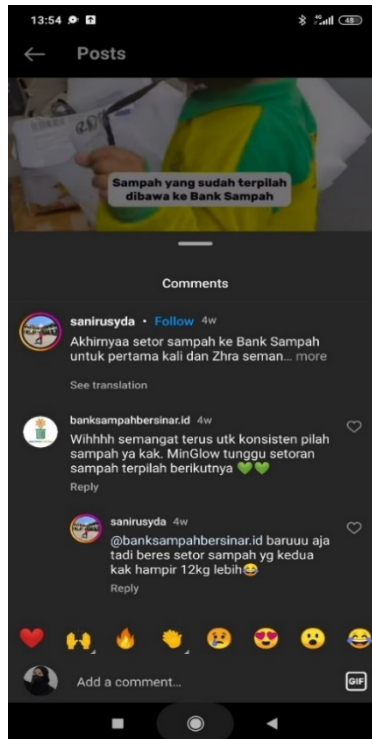 13:54
4G
45
Posts
Sampah yang sudah terpilah
dibawa ke Bank Sampah
Comments
sanirusyda • Follow 4w
Akhirnyaa setor sampah ke Bank Sampah
untuk pertama kali dan Zhra seman... more
See translation
banksampahbersinar.id 4w
Wihhhh semangat terus utk konsisten pilah
sampah ya kak. MinGlow tunggu setoran
sampah terpilah berikutnya 💚💚
Reply
sanirusyda 4w
@banksampahbersinar.id baruuu aja
tadi beres setor sampah yg kedua
kak hampir 12kg lebih😂
Reply
Add a comment...
GIF